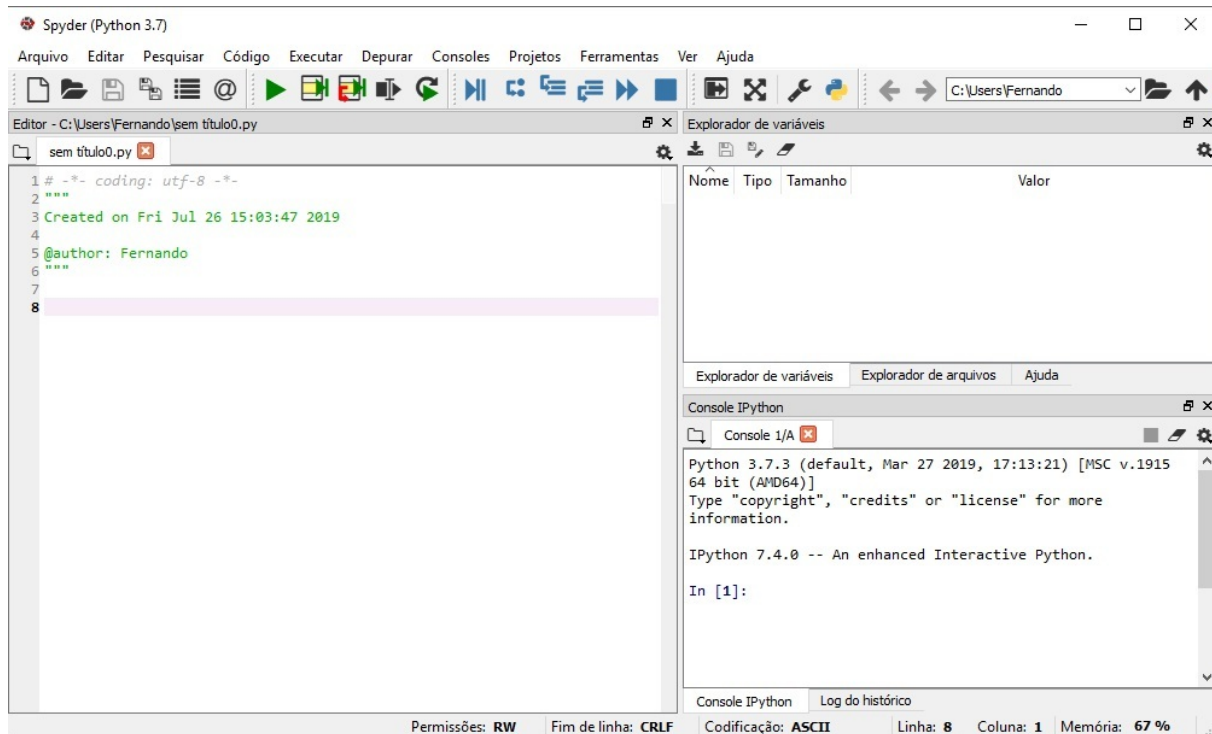 Spyder (Python 3.7)
Arquivo Editar Pesquisar Código Executar Depurar Consoles Projetos Ferramentas Ver Ajuda
C:\Users\Fernando
Editor - C:\Users\Fernando\sem título0.py
sem título0.py
1 # -*- coding: utf-8 -*-
2 """
3 Created on Fri Jul 26 15:03:47 2019
4
5 @author: Fernando
6 """
7
8
Explorador de variáveis
Nome Tipo Tamanho Valor
Explorador de variáveis Explorador de arquivos Ajuda
Console IPython
Console 1/A
Python 3.7.3 (default, Mar 27 2019, 17:13:21) [MSC v.1915
64 bit (AMD64)]
Type "copyright", "credits" or "license" for more
information.
IPython 7.4.0 -- An enhanced Interactive Python.
In [1]:
Console IPython Log do histórico
Permissões: RW Fim de linha: CRLF Codificação: ASCII Linha: 8 Coluna: 1 Memória: 67 %